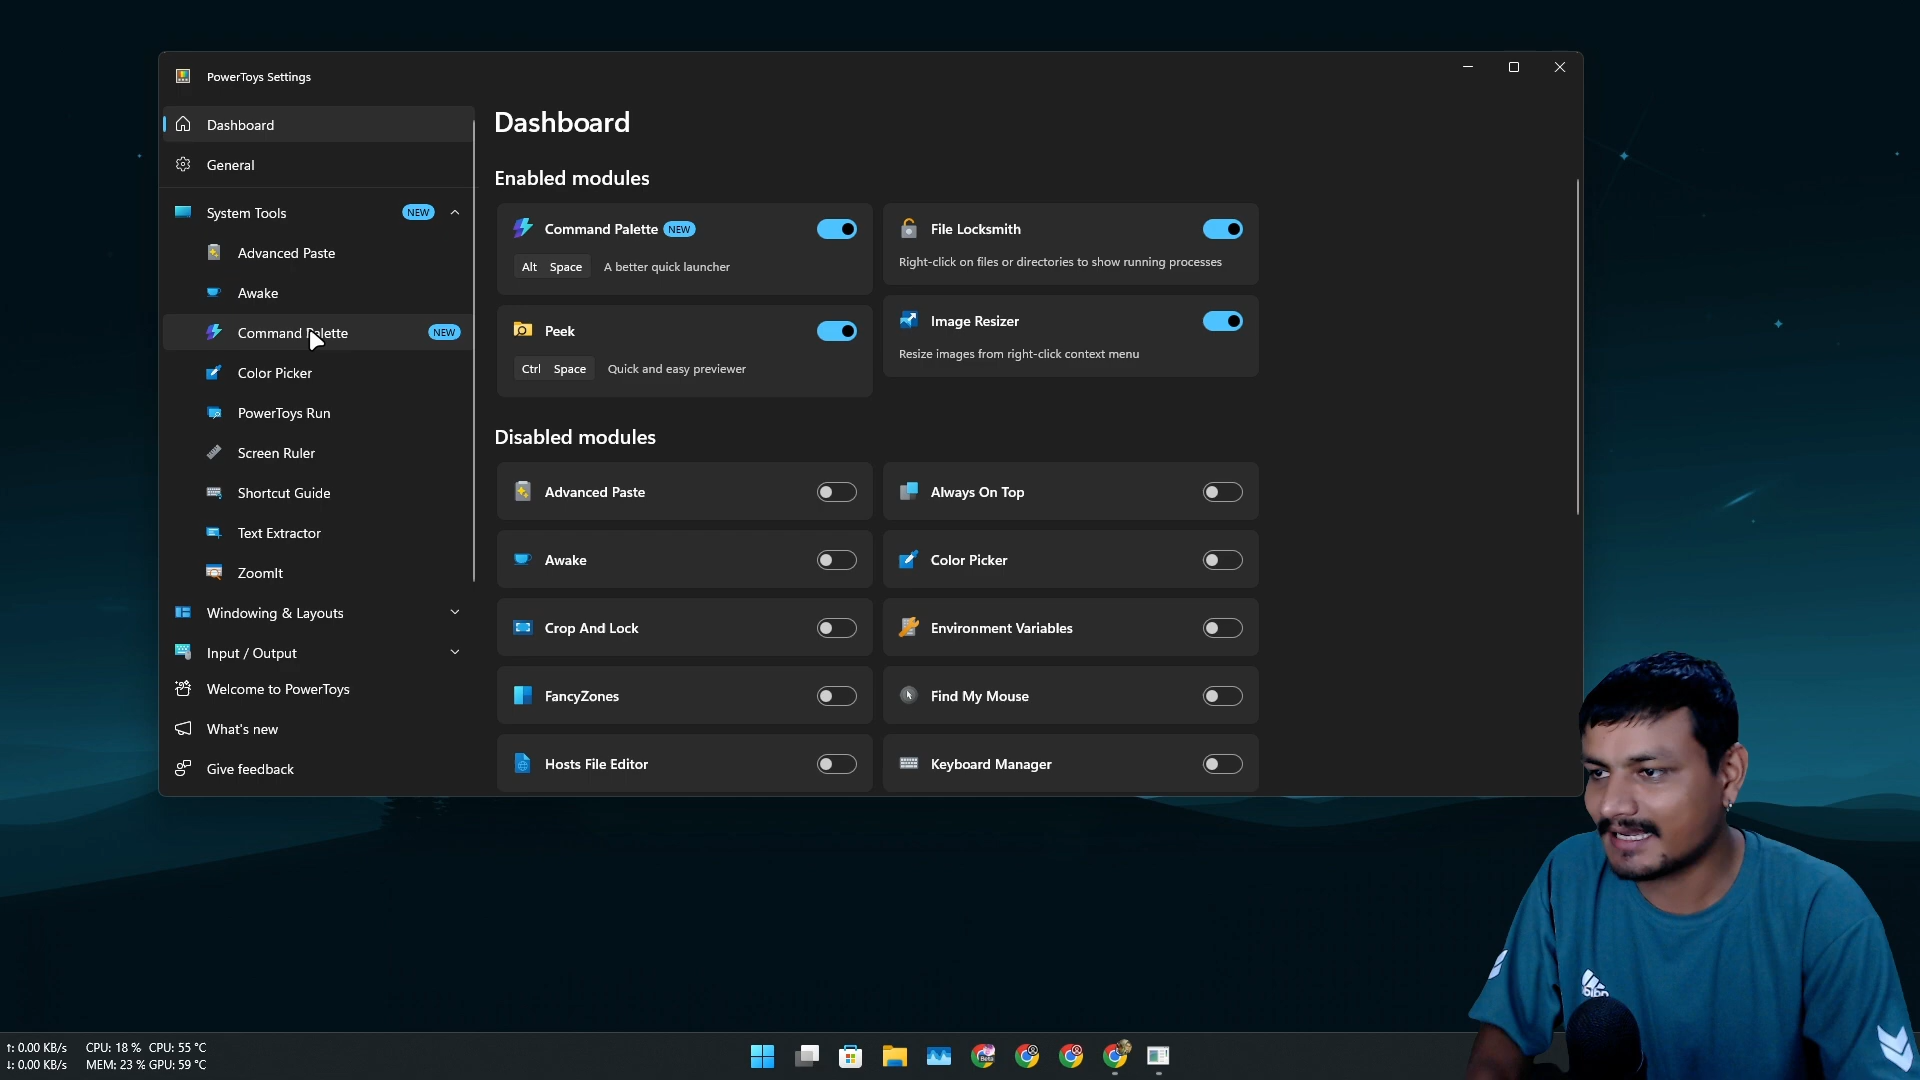 PowerToys Settings
Dashboard
General
System Tools NEW
Advanced Paste
Awake
Command Palette NEW
Color Picker
PowerToys Run
Screen Ruler
Shortcut Guide
Text Extractor
ZoomIt
Windowing & Layouts
Input / Output
Welcome to PowerToys
What's new
Give feedback
Dashboard
Enabled modules
Command Palette NEW
Alt Space A better quick launcher
File Locksmith
Right-click on files or directories to show running processes
Peek
Ctrl Space Quick and easy previewer
Image Resizer
Resize images from right-click context menu
Disabled modules
Advanced Paste
Always On Top
Awake
Color Picker
Crop And Lock
Environment Variables
FancyZones
Find My Mouse
Hosts File Editor
Keyboard Manager
↑: 0.00 KB/s CPU: 18 % CPU: 55 °C
↓: 0.00 KB/s MEM: 23 % GPU: 59 °C
Beta